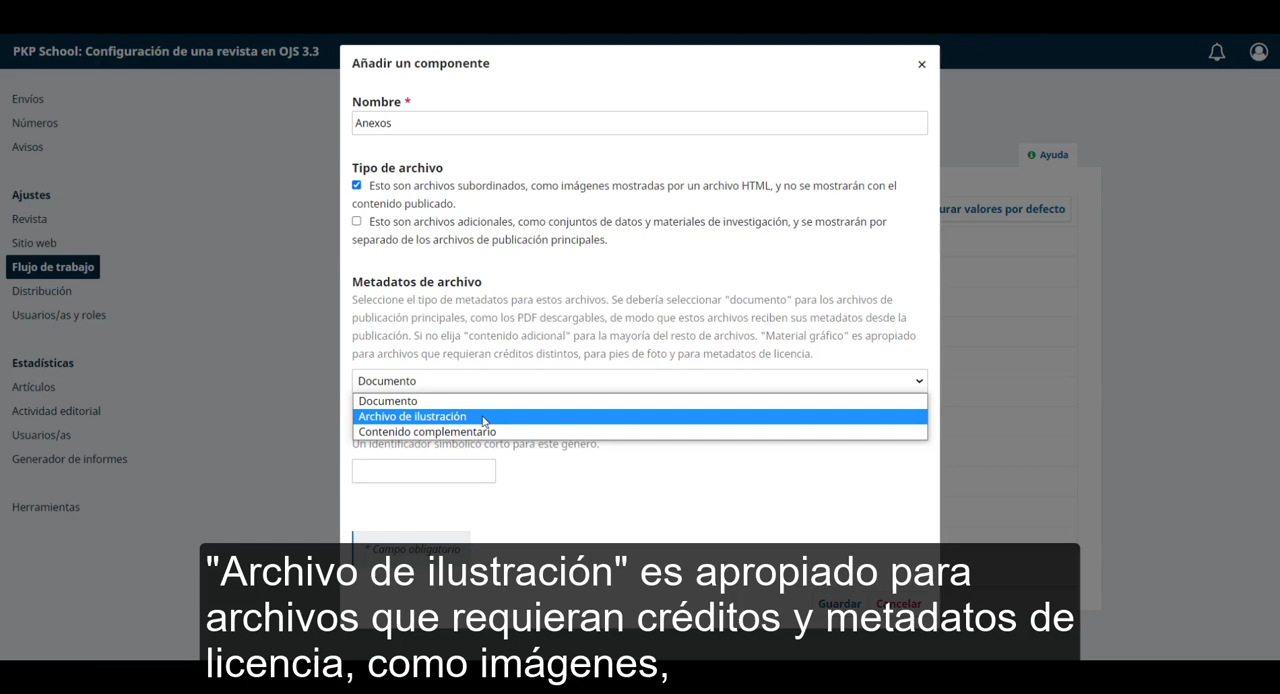 PKP School: Configuración de una revista en OJS 3.3
Envíos
Números
Avisos
Ajustes
Revista
Sitio web
Flujo de trabajo
Distribución
Usuarios/as y roles
Estadísticas
Artículos
Actividad editorial
Usuarios/as
Generador de informes
Herramientas
Añadir un componente
×
Nombre *
Anexos
Tipo de archivo
Esto son archivos subordinados, como imágenes mostradas por un archivo HTML, y no se mostrarán con el
contenido publicado.
Esto son archivos adicionales, como conjuntos de datos y materiales de investigación, y se mostrarán por
separado de los archivos de publicación principales.
Metadatos de archivo
Seleccione el tipo de metadatos para estos archivos. Se debería seleccionar "documento" para los archivos de
publicación principales, como los PDF descargables, de modo que estos archivos reciben sus metadatos desde la
publicación. Si no elija "contenido adicional" para la mayoría del resto de archivos. "Material gráfico" es apropiado
para archivos que requieran créditos distintos, para pies de foto y para metadatos de licencia.
Documento
Documento
Archivo de ilustración
Contenido complementario
Un identificador simbólico corto para este género.
* Campo obligatorio
Guardar Cancelar
Ayuda
urar valores por defecto
"Archivo de ilustración" es apropiado para
archivos que requieran créditos y metadatos de
licencia, como imágenes,